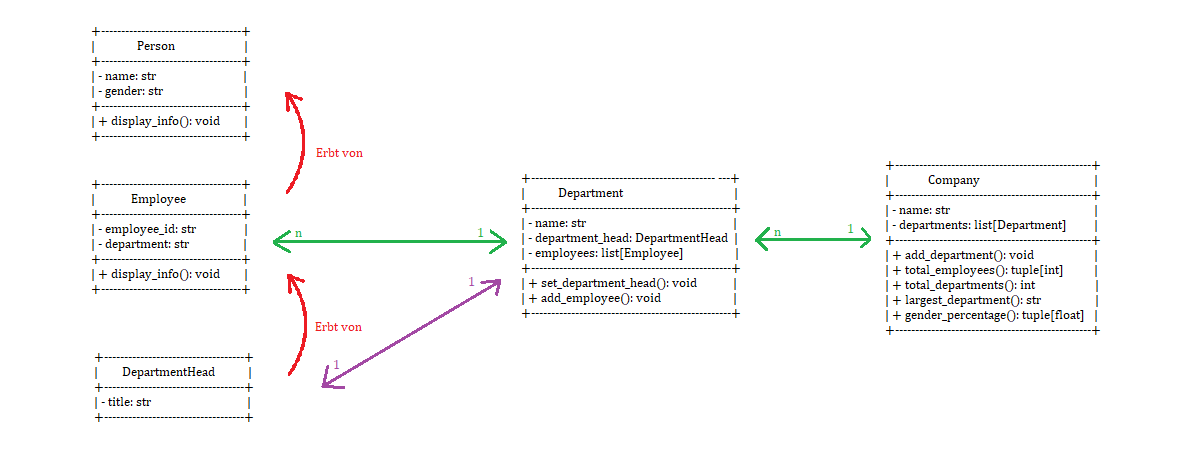 Person
- name: str
- gender: str
+ display_info(): void
Erbt von
Employee
- employee_id: str
- department: str
+ display_info(): void
Erbt von
DepartmentHead
- title: str
n
1
1
1
Department
- name: str
- department_head: DepartmentHead
- employees: list[Employee]
+ set_department_head(): void
+ add_employee(): void
n
1
Company
- name: str
- departments: list[Department]
+ add_department(): void
+ total_employees(): tuple[int]
+ total_departments(): int
+ largest_department(): str
+ gender_percentage(): tuple[float]